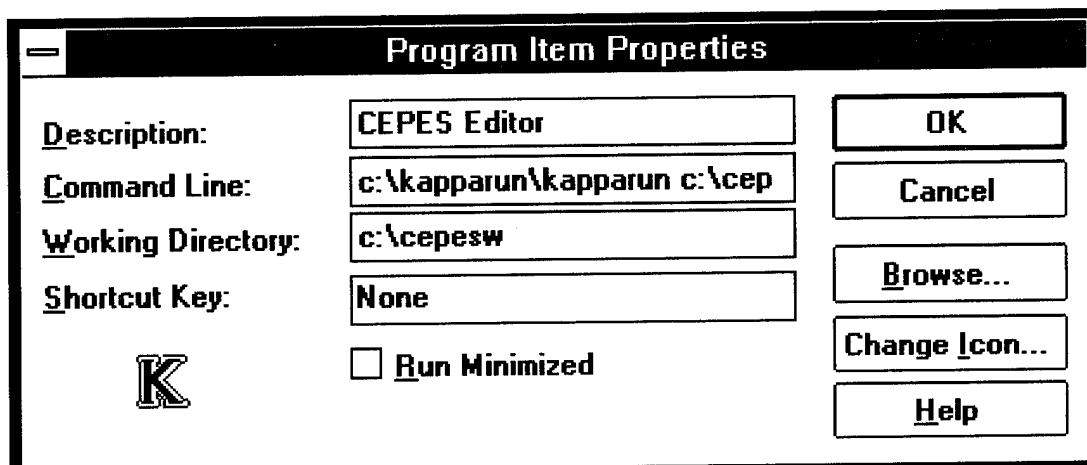 Program Item Properties
Description: CEPES Editor OK
Command Line: c:\kapparun\kapparun c:\cep Cancel
Working Directory: c:\cepesw
Browse...
Shortcut Key: None
Change Icon...
K Run Minimized
Help